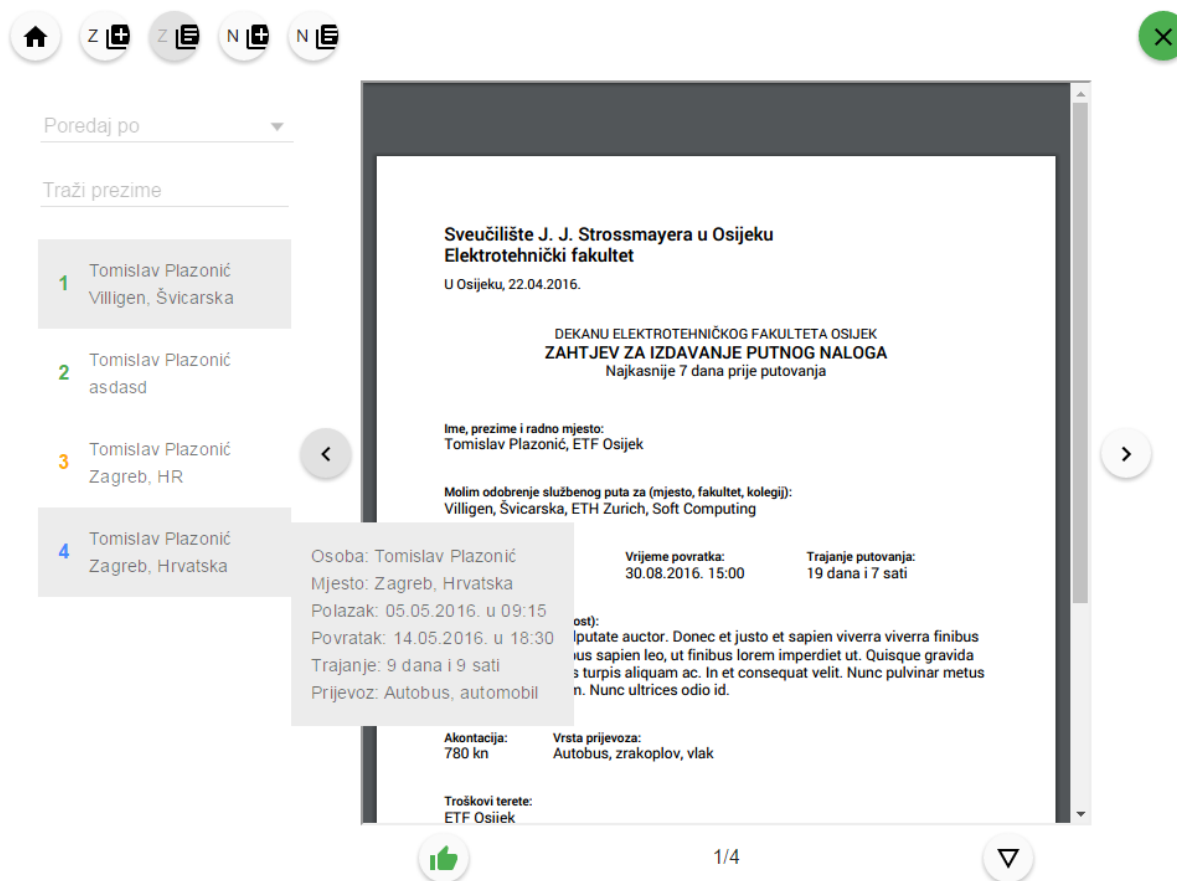 Z
Z
N
N
Poredaj po
Traži prezime
1
Tomislav Plazonić
Villigen, Švicarska
2
Tomislav Plazonić
asdasd
3
Tomislav Plazonić
Zagreb, HR
4
Tomislav Plazonić
Zagreb, Hrvatska
Osoba: Tomislav Plazonić
Mjesto: Zagreb, Hrvatska
Polazak: 05.05.2016. u 09:15
Povratak: 14.05.2016. u 18:30
Trajanje: 9 dana i 9 sati
Prijevoz: Autobus, automobil
Sveučilište J. J. Strossmayera u Osijeku
Elektrotehnički fakultet
U Osijeku, 22.04.2016.
DEKANU ELEKTROTEHNIČKOG FAKULTETA OSIJEK
ZAHTJEV ZA IZDAVANJE PUTNOG NALOGA
Najkasnije 7 dana prije putovanja
Ime, prezime i radno mjesto:
Tomislav Plazonić, ETF Osijek
Molim odobrenje službenog puta za (mjesto, fakultet, kolegij):
Villigen, Švicarska, ETH Zurich, Soft Computing
Vrijeme povratka:
30.08.2016. 15:00
Trajanje putovanja:
19 dana i 7 sati
ost):
lputate auctor. Donec et justo et sapien viverra viverra finibus
us sapien leo, ut finibus lorem imperdiet ut. Quisque gravida
s turpis aliquam ac. In et consequat velit. Nunc pulvinar metus
n. Nunc ultrices odio id.
Akontacija:
780 kn
Vrsta prijevoza:
Autobus, zrakoplov, vlak
Troškovi terete:
ETF Osijek
1/4